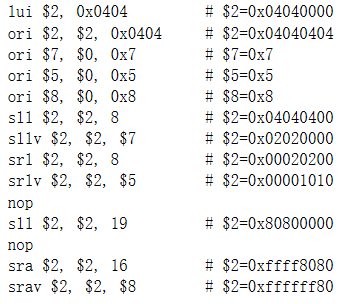 lui $2, 0x0404 # $2=0x04040000
ori $2, $2, 0x0404 # $2=0x04040404
ori $7, $0, 0x7 # $7=0x7
ori $5, $0, 0x5 # $5=0x5
ori $8, $0, 0x8 # $8=0x8
sll $2, $2, 8 # $2=0x04040400
sllv $2, $2, $7 # $2=0x02020000
srl $2, $2, 8 # $2=0x00020200
srlv $2, $2, $5 # $2=0x00001010
nop
sll $2, $2, 19 # $2=0x80800000
nop
sra $2, $2, 16 # $2=0xffff8080
srav $2, $2, $8 # $2=0xffffff80